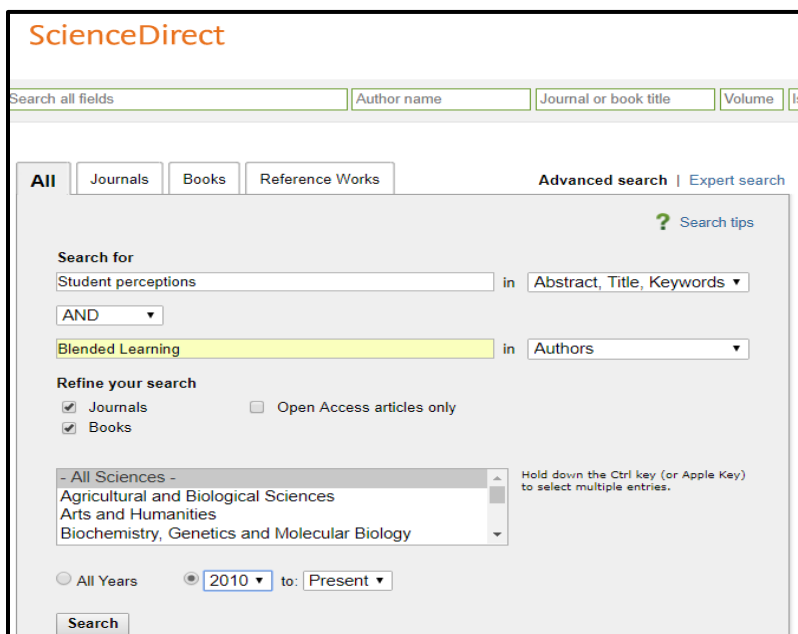 ScienceDirect
Search all fields Author name Journal or book title Volume
All Journals Books Reference Works Advanced search | Expert search
? Search tips
Search for
Student perceptions in Abstract, Title, Keywords
AND
Blended Learning in Authors
Refine your search
Journals Open Access articles only
Books
- All Sciences - Hold down the Ctrl key (or Apple Key)
Agricultural and Biological Sciences to select multiple entries.
Arts and Humanities
Biochemistry, Genetics and Molecular Biology
All Years 2010 to: Present
Search